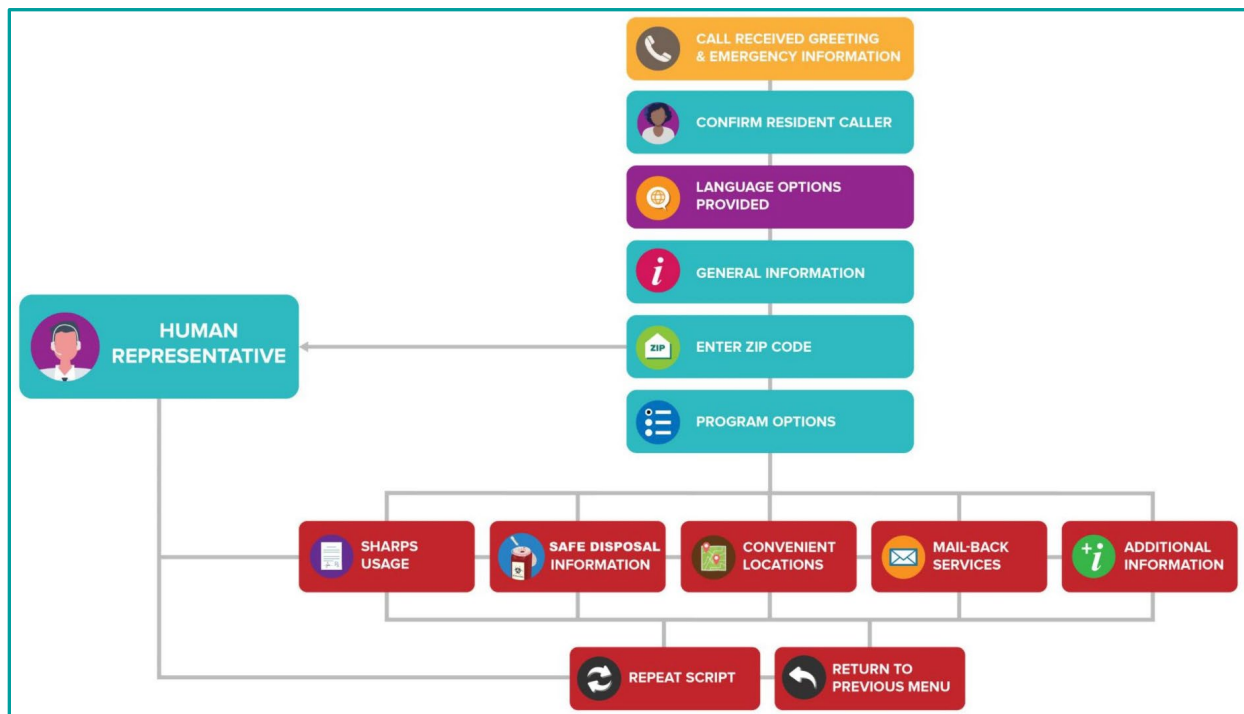 CALL RECEIVED GREETING
& EMERGENCY INFORMATION
CONFIRM RESIDENT CALLER
LANGUAGE OPTIONS
PROVIDED
i
GENERAL INFORMATION
HUMAN
REPRESENTATIVE
ZIP
ENTER ZIP CODE
PROGRAM OPTIONS
SHARPS
USAGE
SAFE DISPOSAL
INFORMATION
CONVENIENT
LOCATIONS
MAIL-BACK
SERVICES
+i
ADDITIONAL
INFORMATION
REPEAT SCRIPT
RETURN TO
PREVIOUS MENU